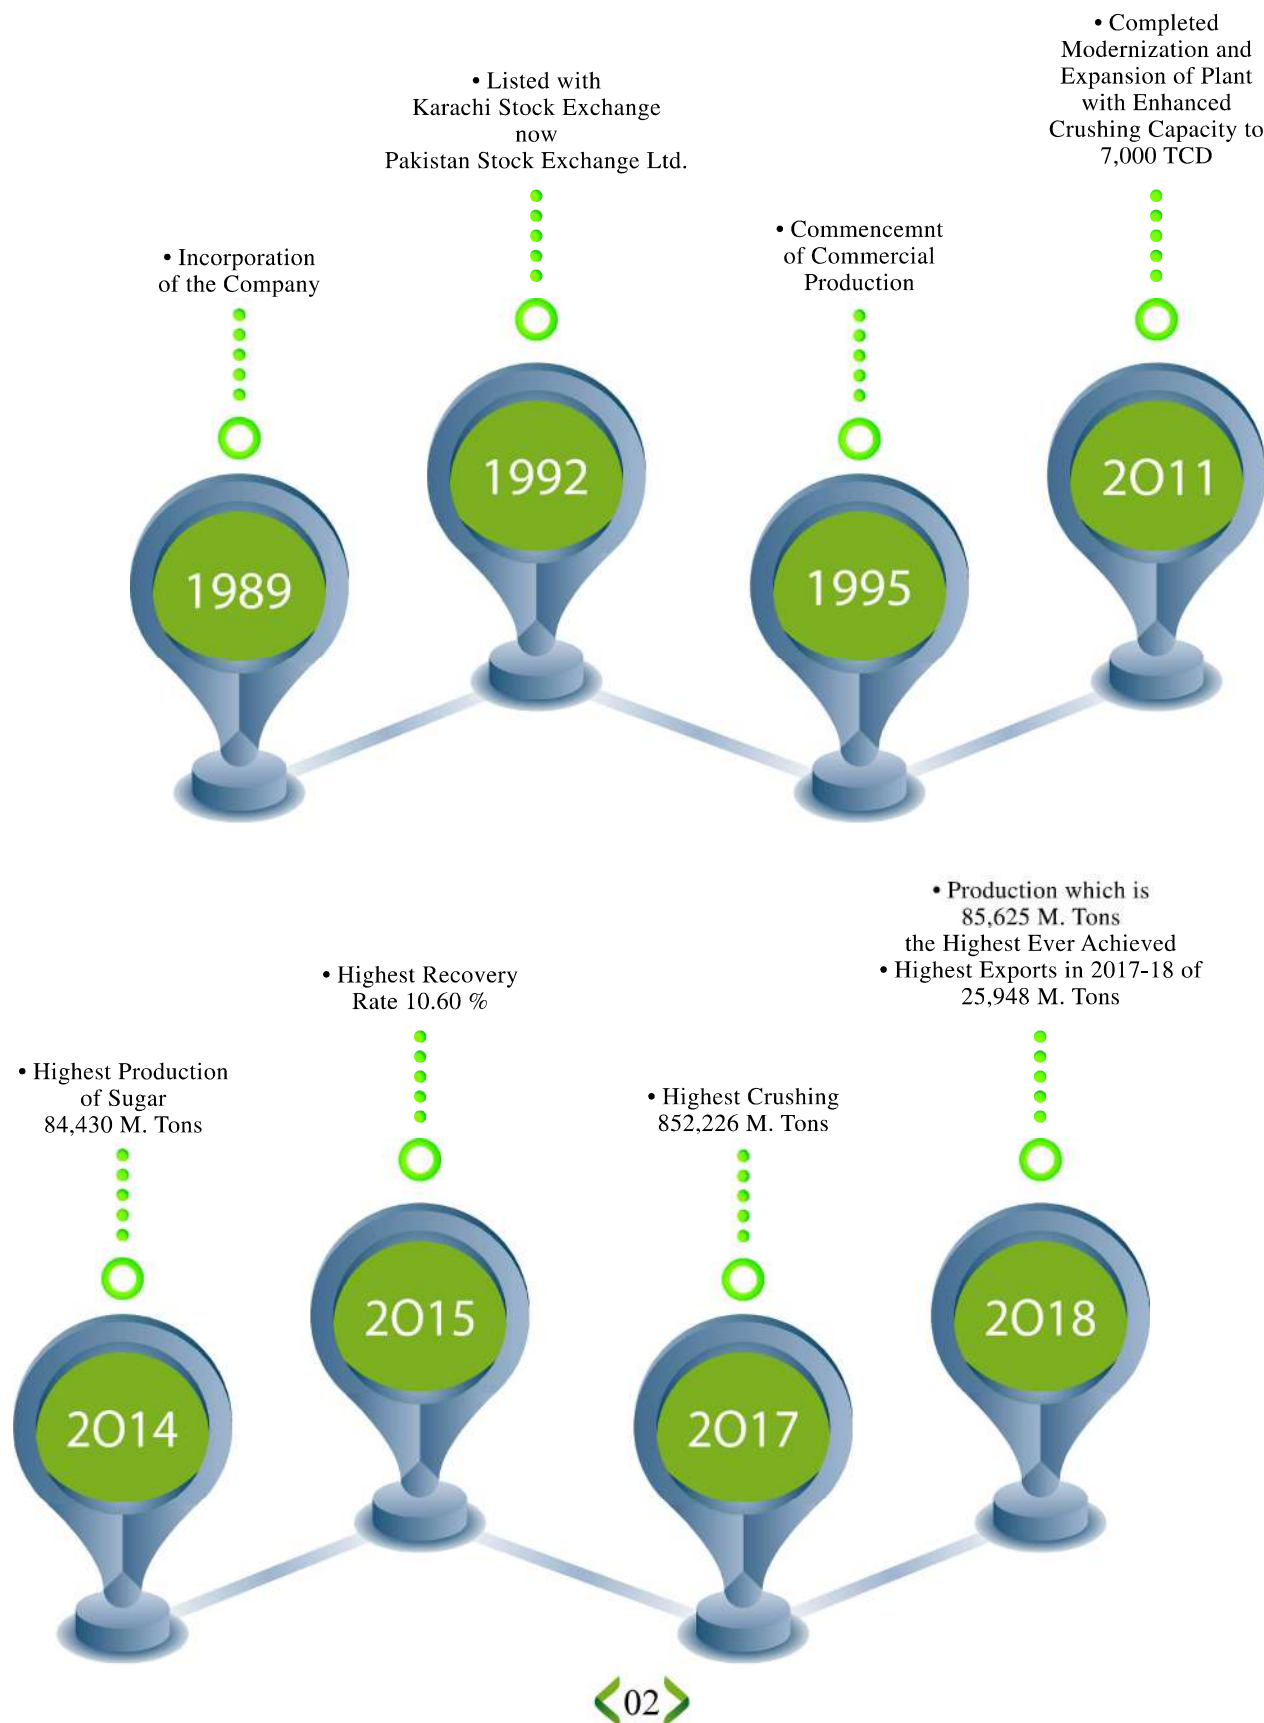 • Incorporation
of the Company
1989
• Listed with
Karachi Stock Exchange
now
Pakistan Stock Exchange Ltd.
1992
• Commencemnt
of Commercial
Production
1995
• Completed
Modernization and
Expansion of Plant
with Enhanced
Crushing Capacity to
7,000 TCD
2011
• Highest Production
of Sugar
84,430 M. Tons
2014
• Highest Recovery
Rate 10.60 %
2015
• Highest Crushing
852,226 M. Tons
2017
• Production which is
85,625 M. Tons
the Highest Ever Achieved
• Highest Exports in 2017-18 of
25,948 M. Tons
2018
02